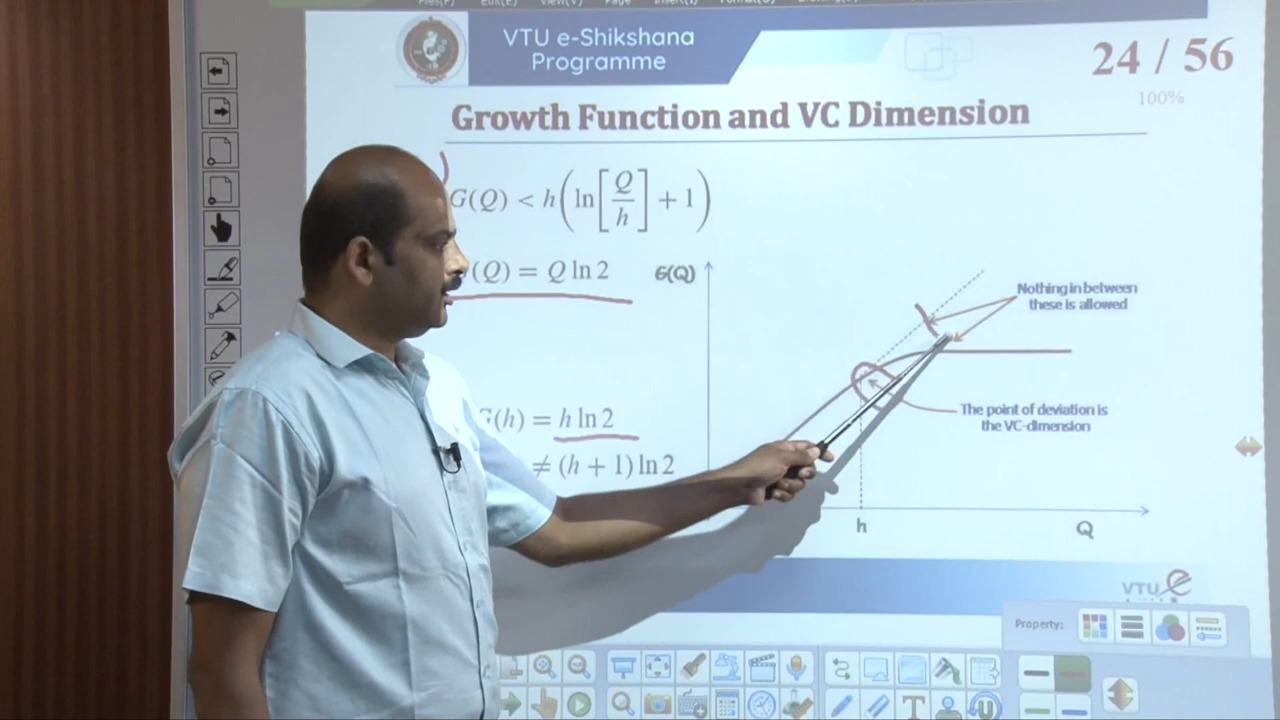 VTU e-Shikshana
Programme
24 / 56
100%
Growth Function and VC Dimension
G(Q) < h(ln[Q/h] + 1)
(Q) = Q ln 2
G(Q)
Nothing in between
these is allowed
The point of deviation is
the VC-dimension
(h) = h ln 2
≠ (h + 1) ln 2
h
Q
VTU e
Property:
T
U